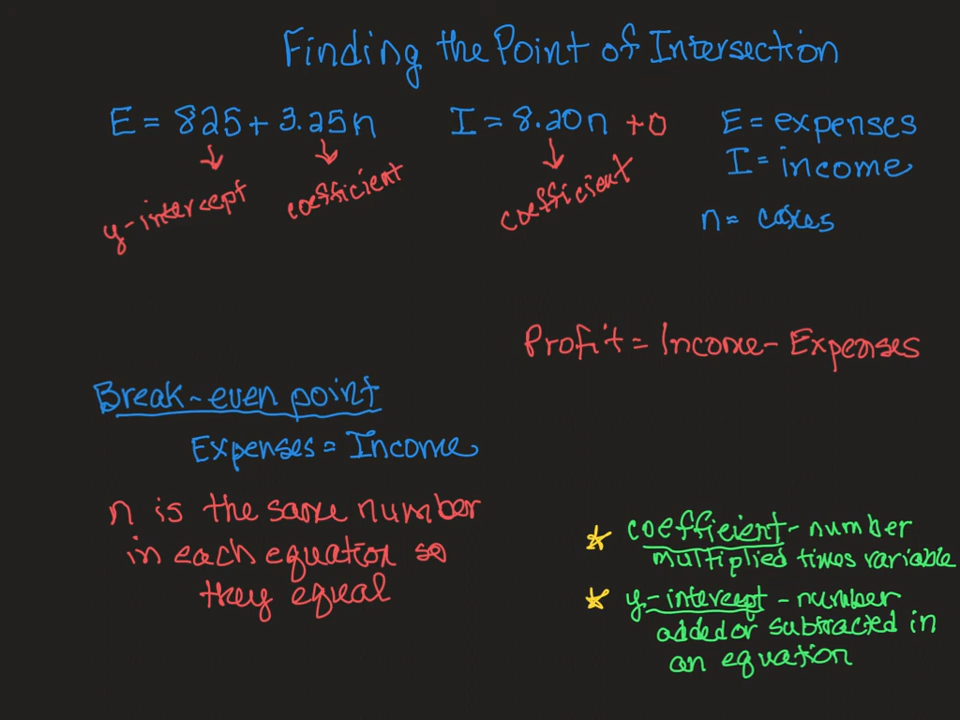 Finding the Point of Intersection
E = 825 + 3.25n
I = 8.20n + 0
E = expenses
I = income
n = cases
y-intercept
coefficient
coefficient
Profit = Income - Expenses
Break-even point
Expenses = Income
n is the same number
in each equation so
they equal
* coefficient - number
multiplied times variable
* y-intercept - number
added or subtracted in
an equation